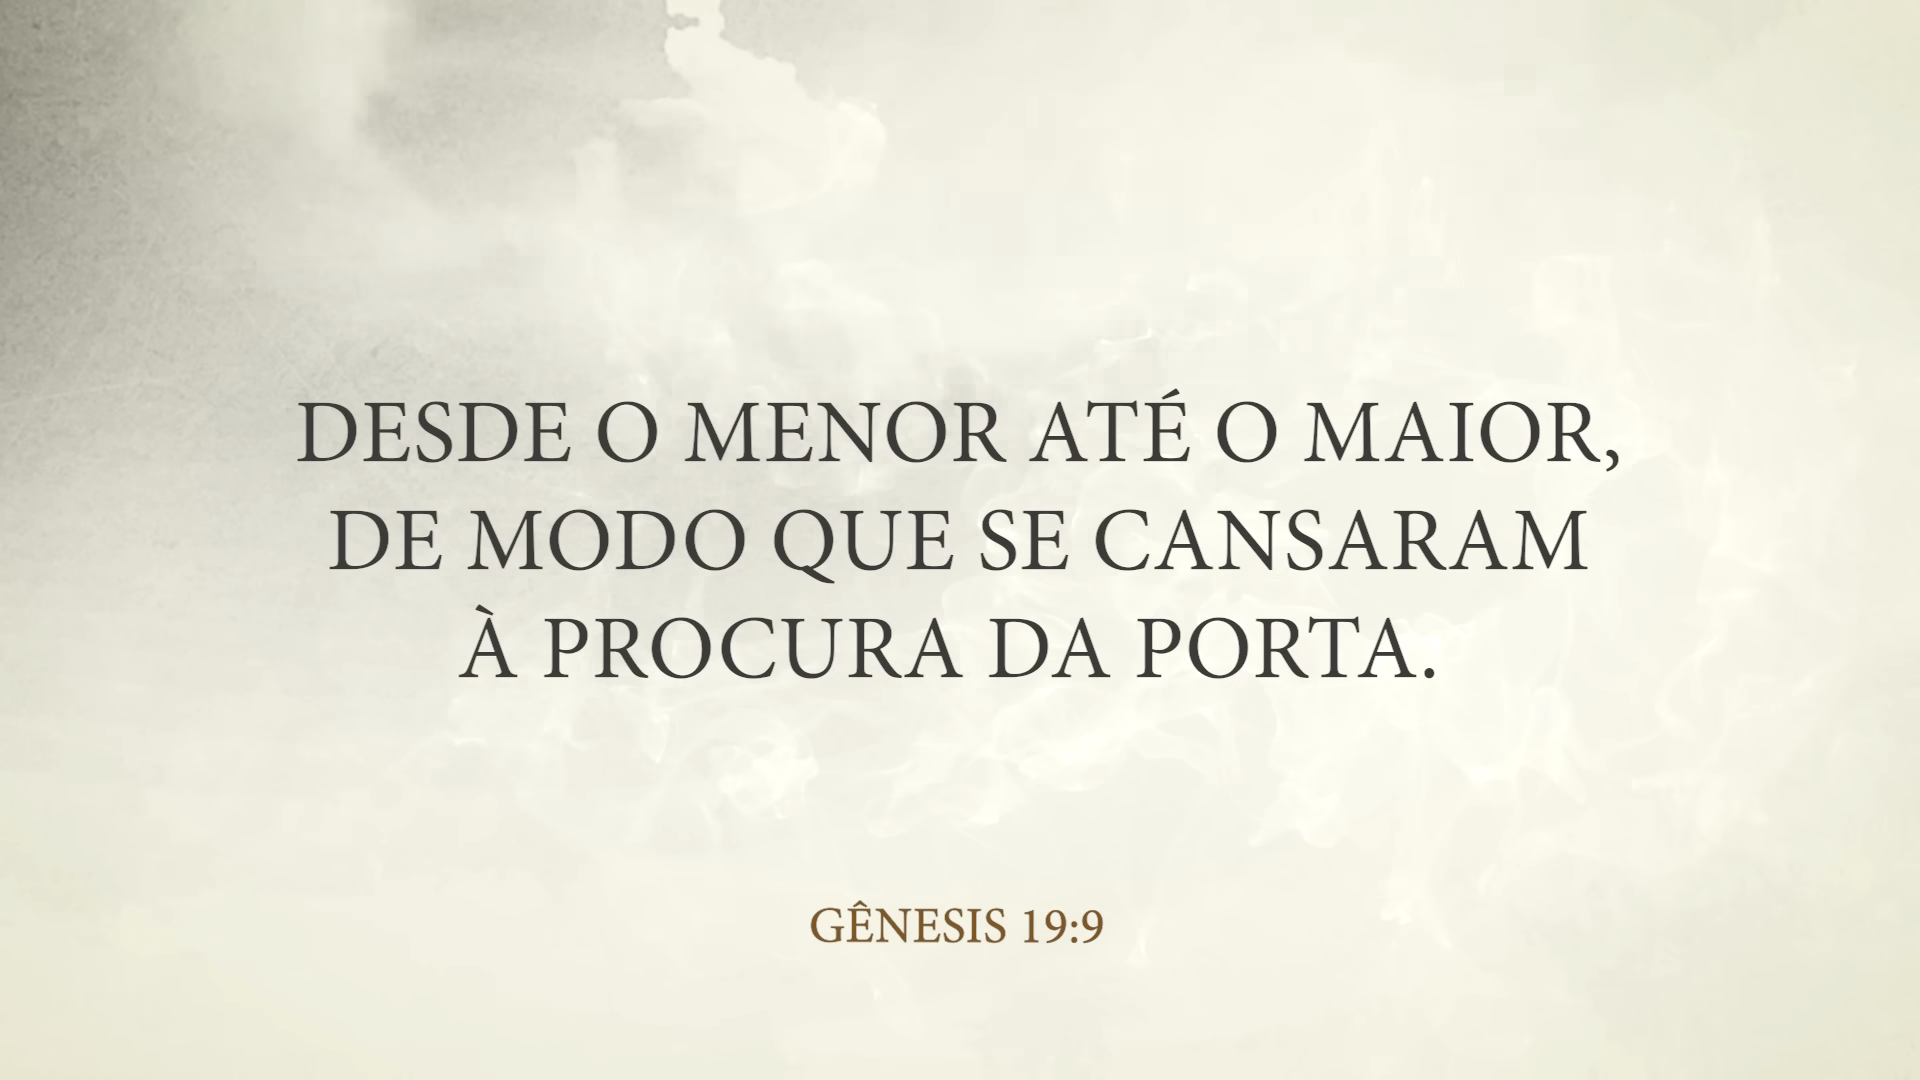 DESDE O MENOR ATÉ O MAIOR,
DE MODO QUE SE CANSARAM
À PROCURA DA PORTA.
GÊNESIS 19:9